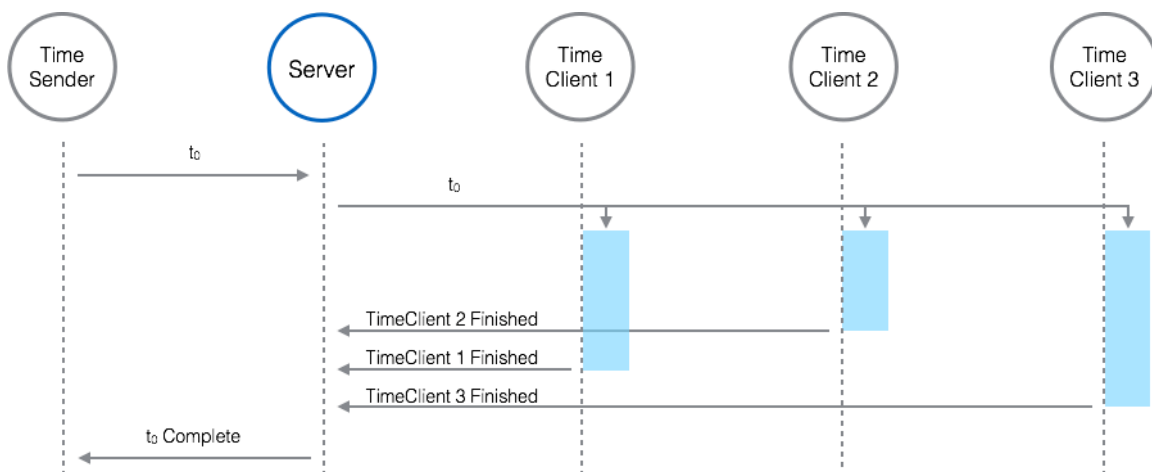 Time
Sender
Server
Time
Client 1
Time
Client 2
Time
Client 3
t₀
t₀
TimeClient 2 Finished
TimeClient 1 Finished
TimeClient 3 Finished
t₀ Complete